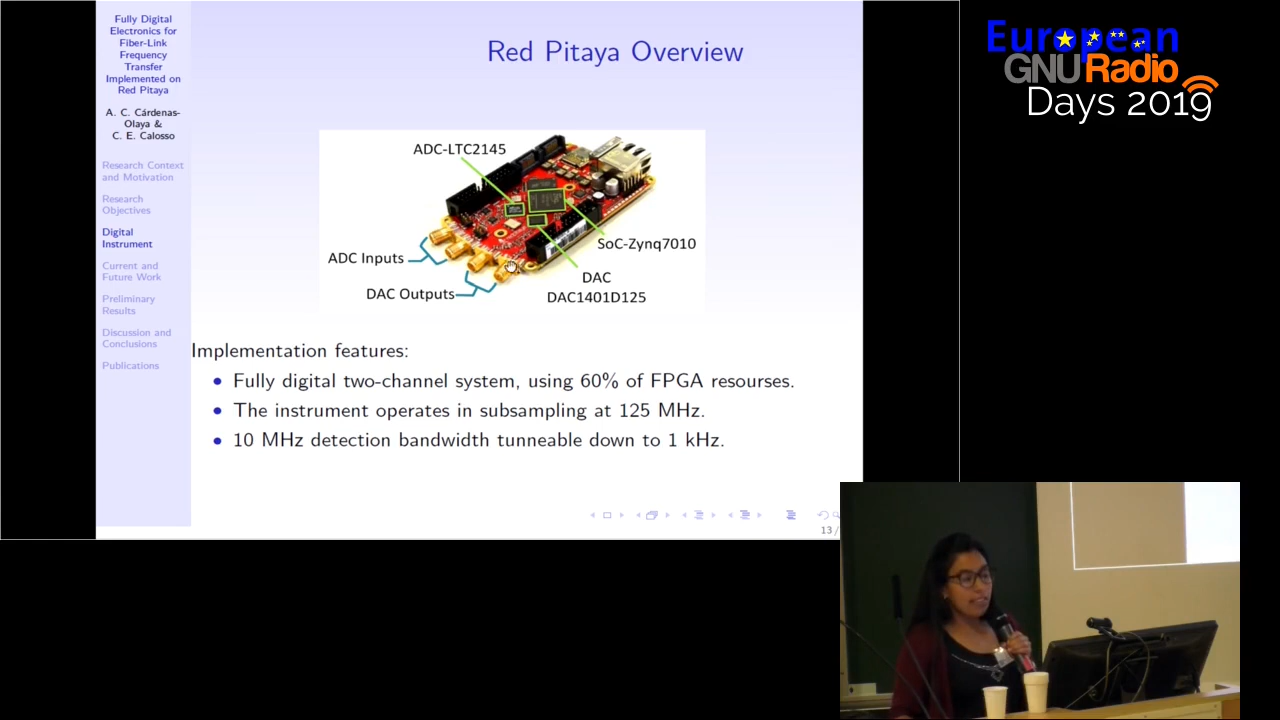 Fully Digital
Electronics for
Fiber-Link
Frequency
Transfer
Implemented on
Red Pitaya
A. C. Cárdenas-
Olaya &
C. E. Calosso
Research Context
and Motivation
Research
Objectives
Digital
Instrument
Current and
Future Work
Preliminary
Results
Discussion and
Conclusions
Publications
Red Pitaya Overview
ADC-LTC2145
SoC-Zynq7010
ADC Inputs
DAC
DAC1401D125
DAC Outputs
Implementation features:
• Fully digital two-channel system, using 60% of FPGA resourses.
• The instrument operates in subsampling at 125 MHz.
• 10 MHz detection bandwidth tunneable down to 1 kHz.
13 /
European
GNURadio
Days 2019